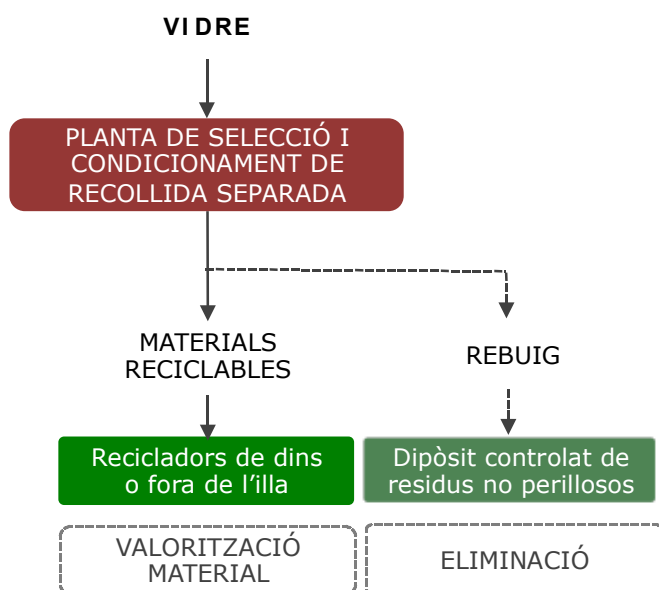 VIDRE
PLANTA DE SELECCIÓ I
CONDICIONAMENT DE
RECOLLIDA SEPARADA
MATERIALS
RECICLABLES
REBUIG
Recicladors de dins
o fora de l'illa
Dipòsit controlat de
residus no perillosos
VALORITZACIÓ
MATERIAL
ELIMINACIÓ